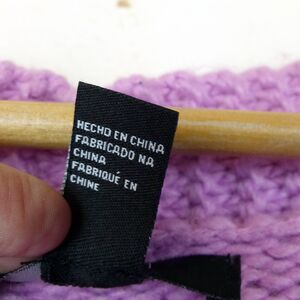 HECHO EN CHINA
FABRICADO NA
CHINA
FABRIQUÉ EN
CHINE